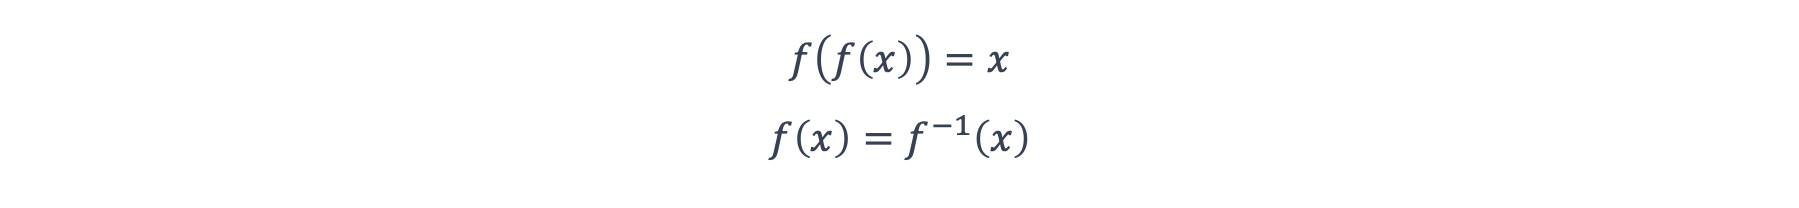 f(f(x)) = x
f(x) = f⁻¹(x)